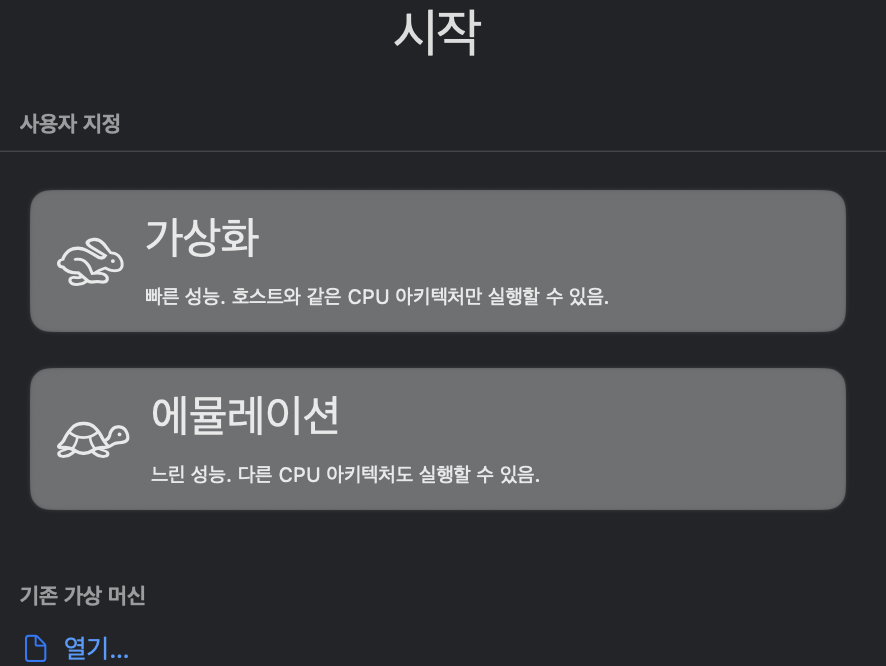 시작
사용자 지정
가상화
빠른 성능. 호스트와 같은 CPU 아키텍처만 실행할 수 있음.
에뮬레이션
느린 성능. 다른 CPU 아키텍처도 실행할 수 있음.
기존 가상 머신
열기...